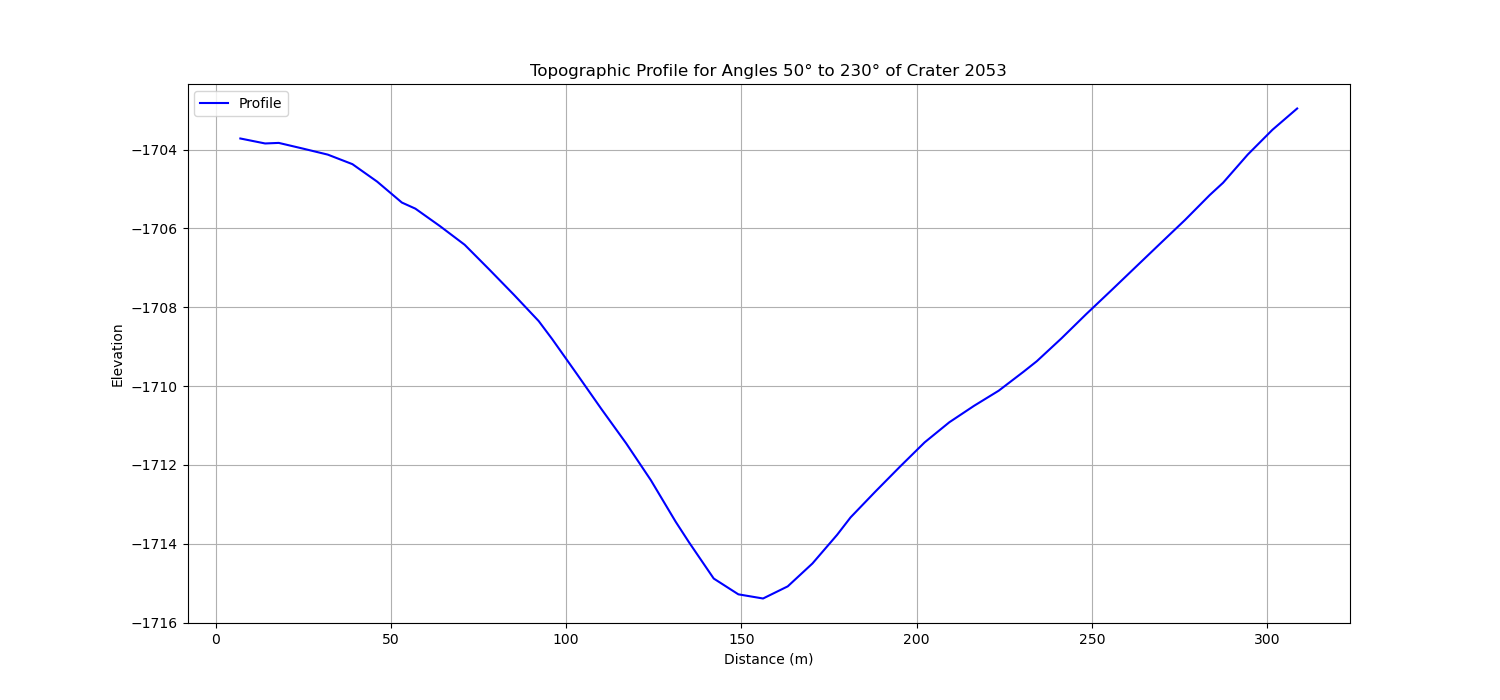 Topographic Profile for Angles 50° to 230° of Crater 2053
Profile
−1704
−1706
−1708
−1710
−1712
−1714
−1716
Elevation
0 50 100 150 200 250 300
Distance (m)